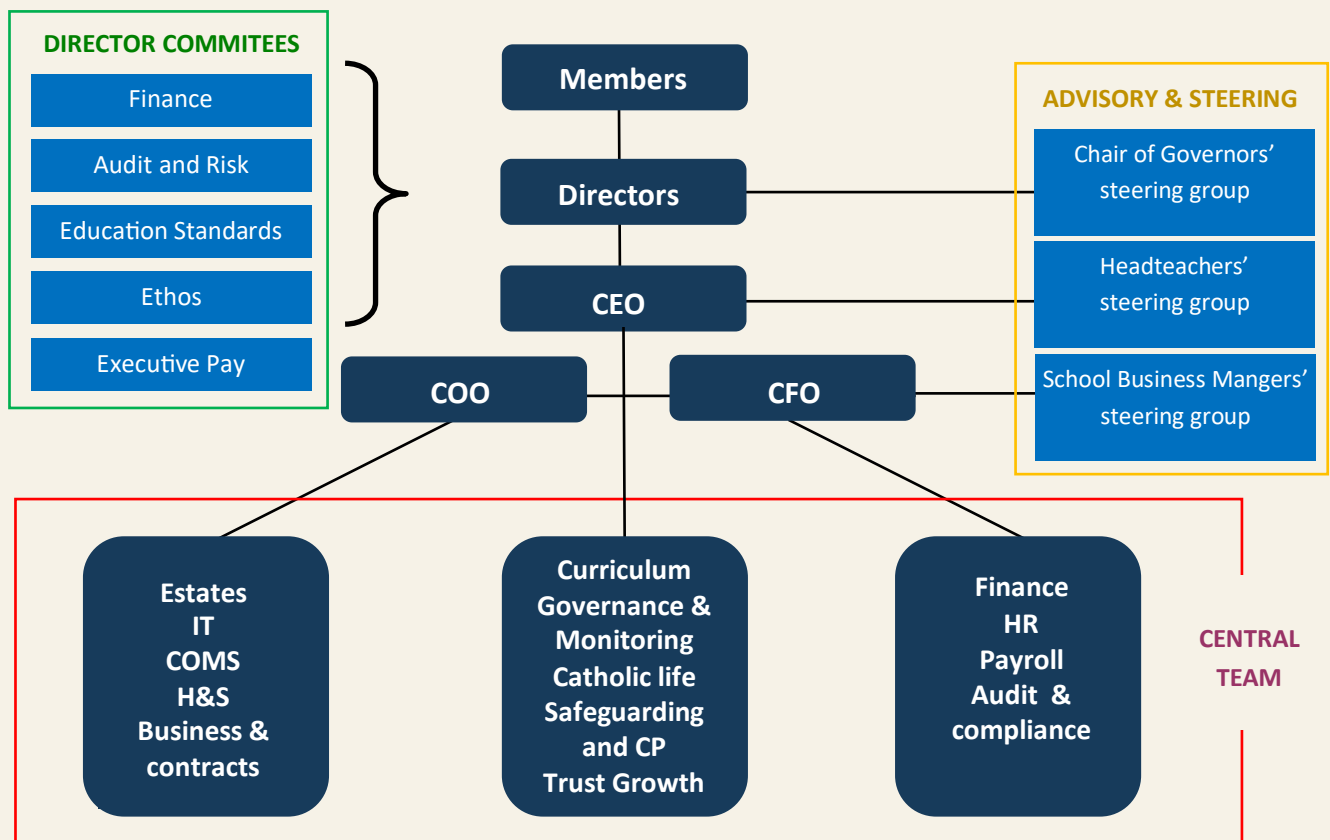 DIRECTOR COMMITEES
Finance
Audit and Risk
Education Standards
Ethos
Executive Pay
Members
Directors
CEO
COO
CFO
ADVISORY & STEERING
Chair of Governors’
steering group
Headteachers’
steering group
School Business Mangers’
steering group
Estates
IT
COMS
H&S
Business &
contracts
Curriculum
Governance &
Monitoring
Catholic life
Safeguarding
and CP
Trust Growth
Finance
HR
Payroll
Audit & 
compliance
CENTRAL
TEAM